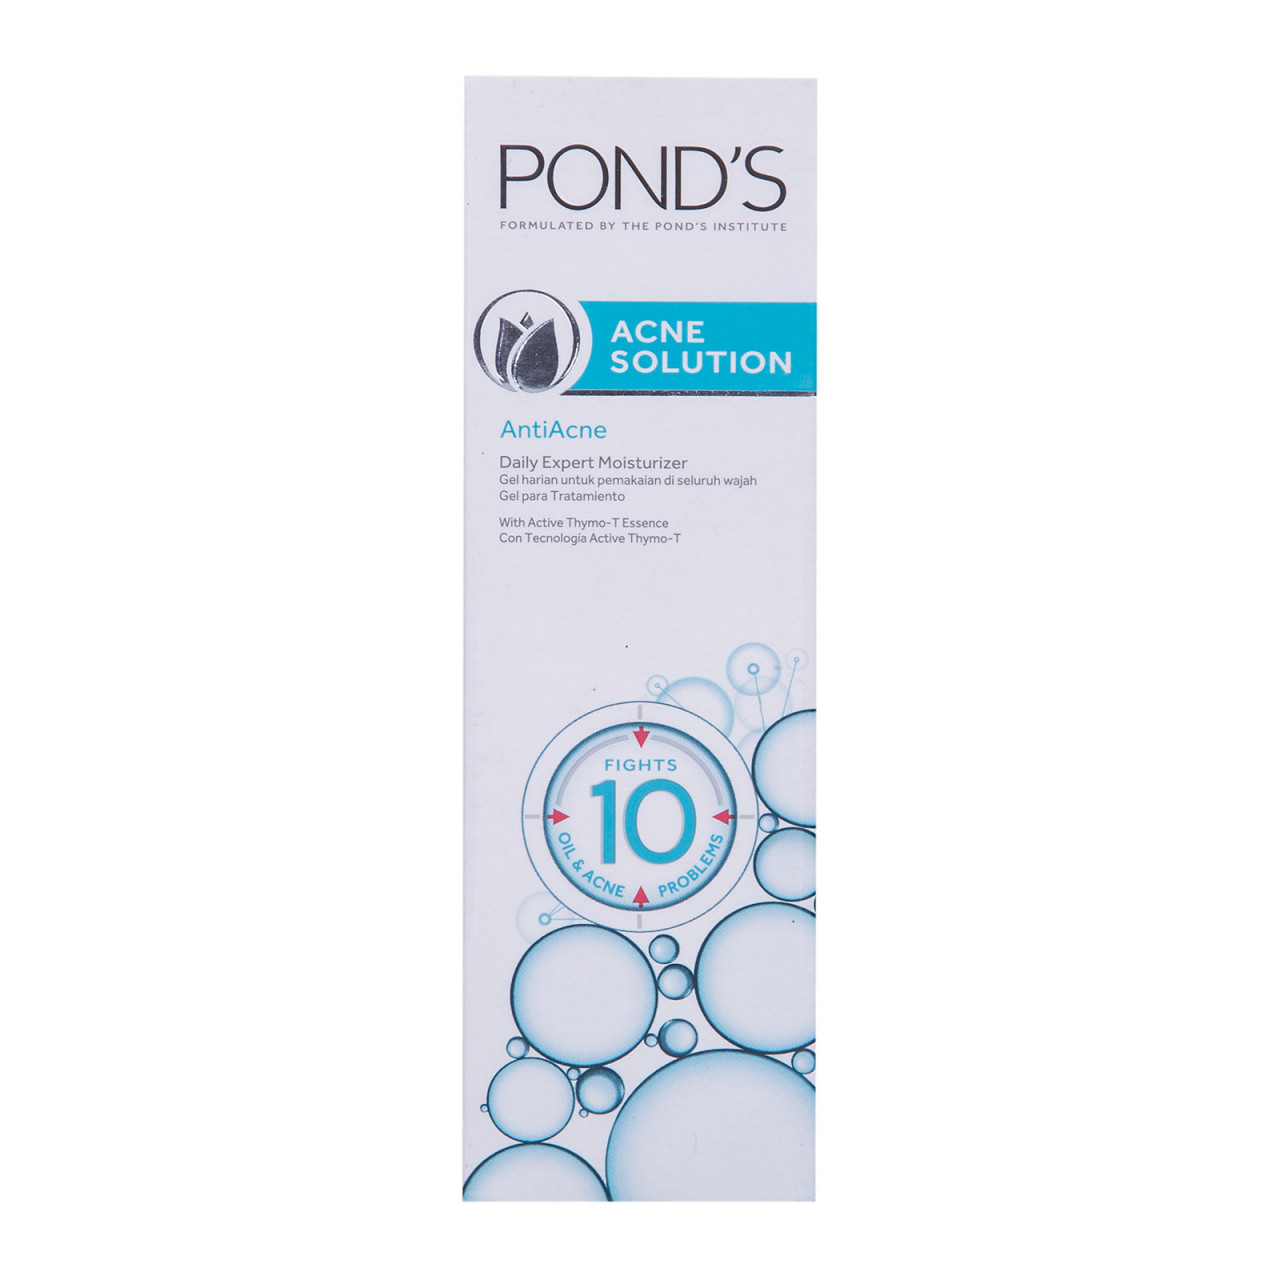 POND'S
FORMULATED BY THE POND'S INSTITUTE
ACNE
SOLUTION
AntiAcne
Daily Expert Moisturizer
Gel harian untuk pemakaian di seluruh wajah
Gel para Tratamiento
With Active Thymo-T Essence
Con Tecnología Active Thymo-T
FIGHTS
10
OIL & ACNE PROBLEMS